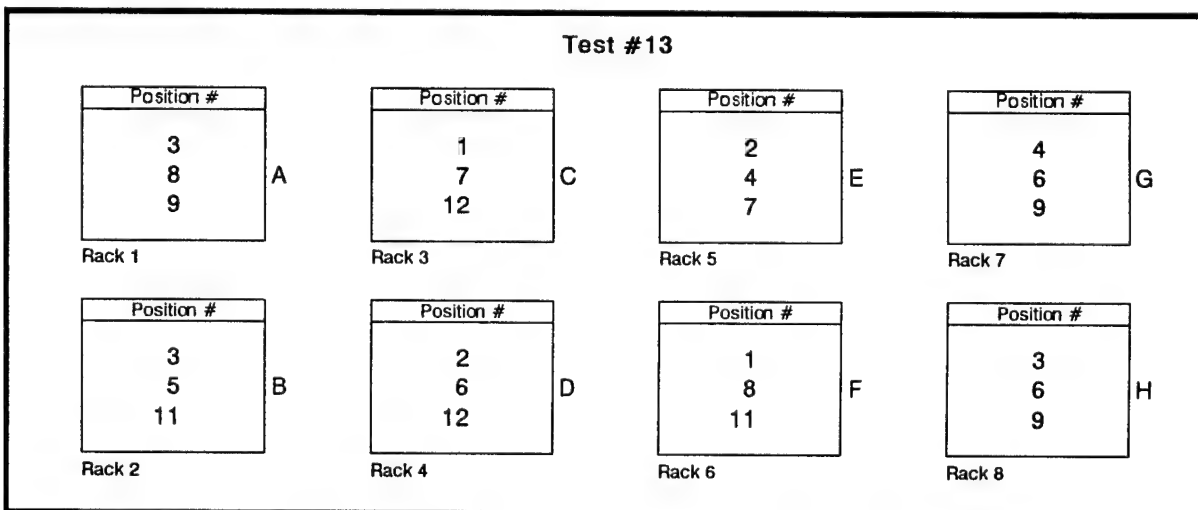 Test #13
Position #
3
8
9
A
Rack 1
Position #
1
7
12
C
Rack 3
Position #
2
4
7
E
Rack 5
Position #
4
6
9
G
Rack 7
Position #
3
5
11
B
Rack 2
Position #
2
6
12
D
Rack 4
Position #
1
8
11
F
Rack 6
Position #
3
6
9
H
Rack 8